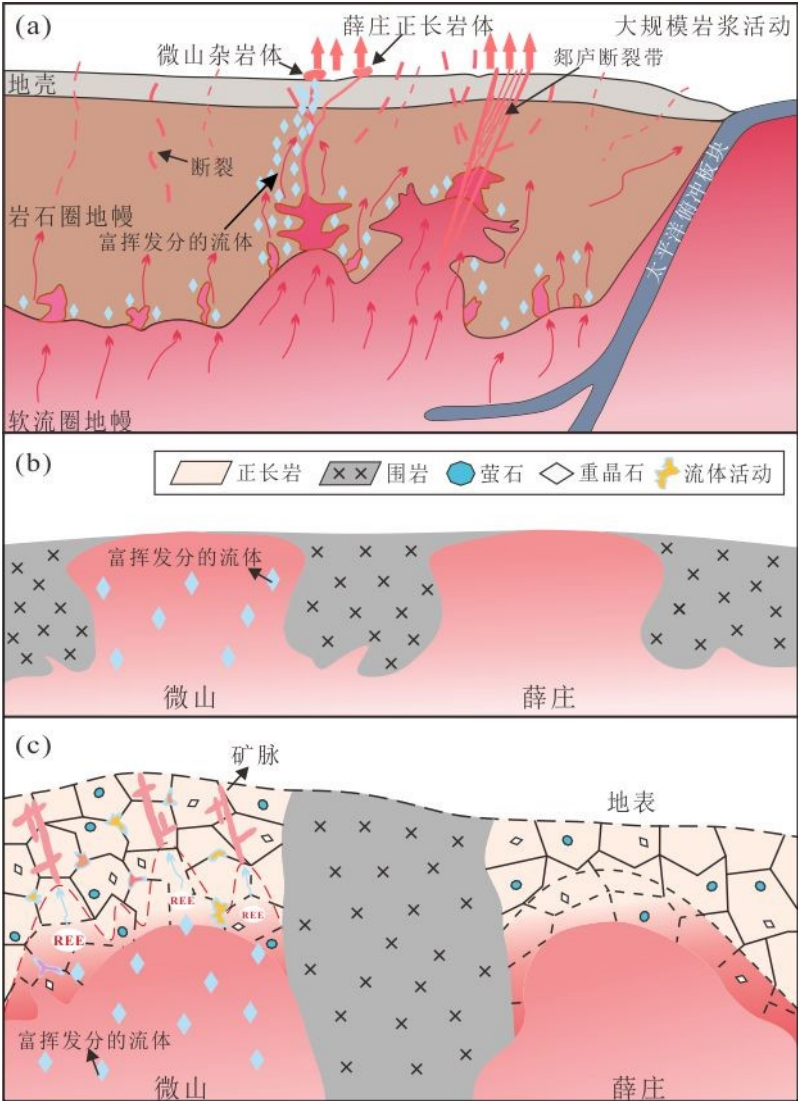 (a)
薛庄正长岩体
大规模岩浆活动
微山杂岩体
郯庐断裂带
地壳
断裂
岩石圈地幔
富挥发分的流体
太平洋俯冲板块
软流圈地幔
(b)
正长岩
围岩
萤石
重晶石
流体活动
富挥发分的流体
微山
薛庄
(c)
矿脉
地表
REE
REE
REE
富挥发分的流体
微山
薛庄